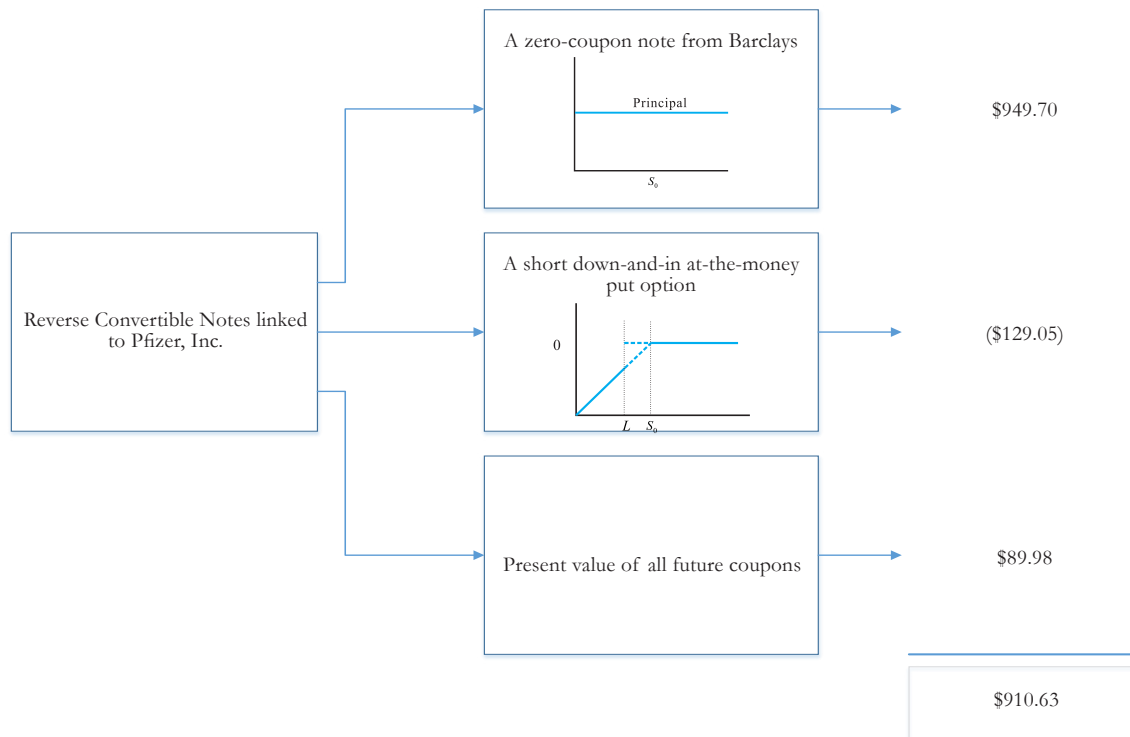 A zero-coupon note from Barclays
Principal
S₀
$949.70
Reverse Convertible Notes linked
to Pfizer, Inc.
A short down-and-in at-the-money
put option
0
L S₀
($129.05)
Present value of all future coupons
$89.98
$910.63